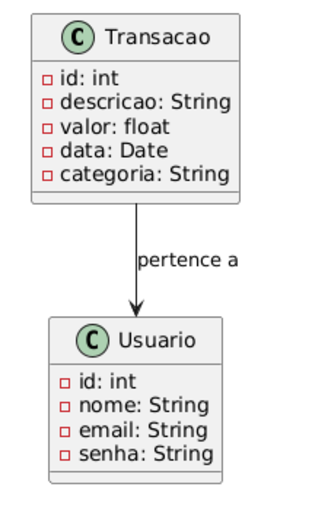 C Transacao
id: int
descricao: String
valor: float
data: Date
categoria: String
pertence a
C Usuario
id: int
nome: String
email: String
senha: String